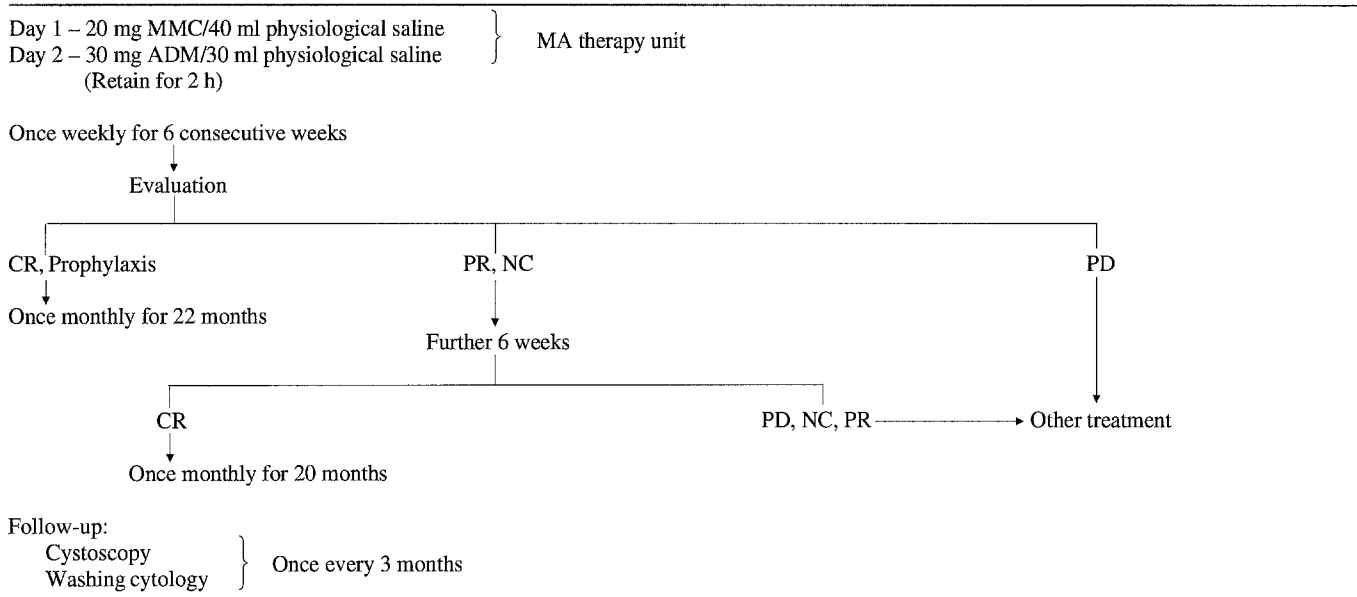 Day 1 – 20 mg MMC/40 ml physiological saline
Day 2 – 30 mg ADM/30 ml physiological saline
(Retain for 2 h)
MA therapy unit
Once weekly for 6 consecutive weeks
Evaluation
CR, Prophylaxis
PR, NC
PD
Once monthly for 22 months
Further 6 weeks
CR
PD, NC, PR
Other treatment
Once monthly for 20 months
Follow-up:
Cystoscopy
Washing cytology
Once every 3 months